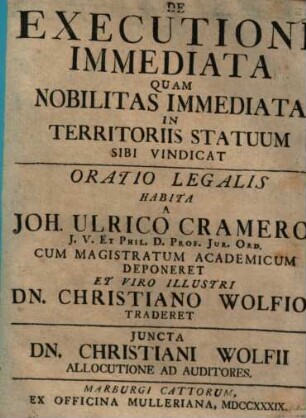 DE
EXECUTIONE
IMMEDIATA
QUAM
NOBILITAS IMMEDIATA
IN
TERRITORIIS STATUUM
SIBI VINDICAT
ORATIO LEGALIS
HABITA
A
JOH. ULRICO CRAMERO
J. V. ET PHIL. D. PROF. JUR. ORD.
CUM MAGISTRATUM ACADEMICUM
DEPONERET
ET VIRO ILLUSTRI
DN. CHRISTIANO WOLFIO
TRADERET
JUNCTA
DN. CHRISTIANI WOLFII
ALLOCUTIONE AD AUDITORES.
MARBURGI CATTORUM,
EX OFFICINA MULLERIANA, MDCCXXXIX.